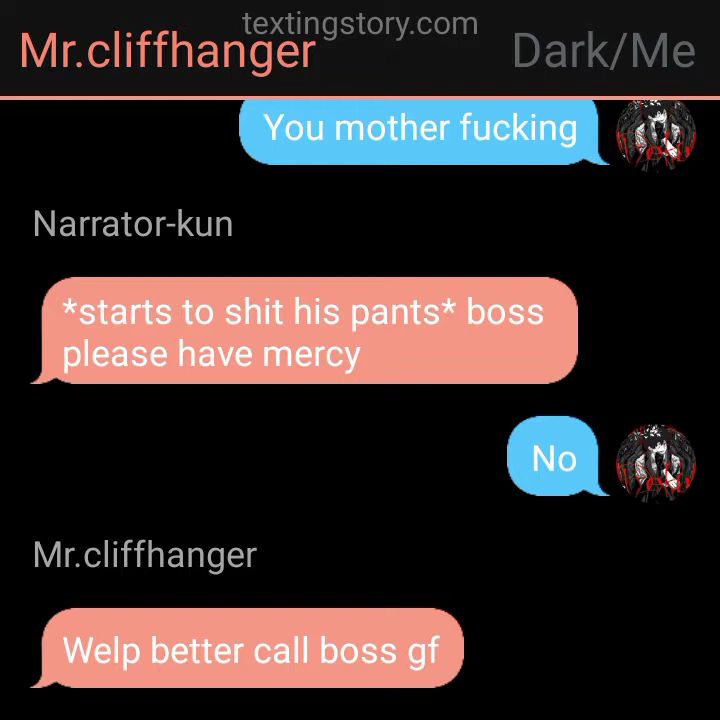 textingstory.com
Mr.cliffhanger
Dark/Me
You mother fucking
Narrator-kun
*starts to shit his pants* boss
please have mercy
No
Mr.cliffhanger
Welp better call boss gf